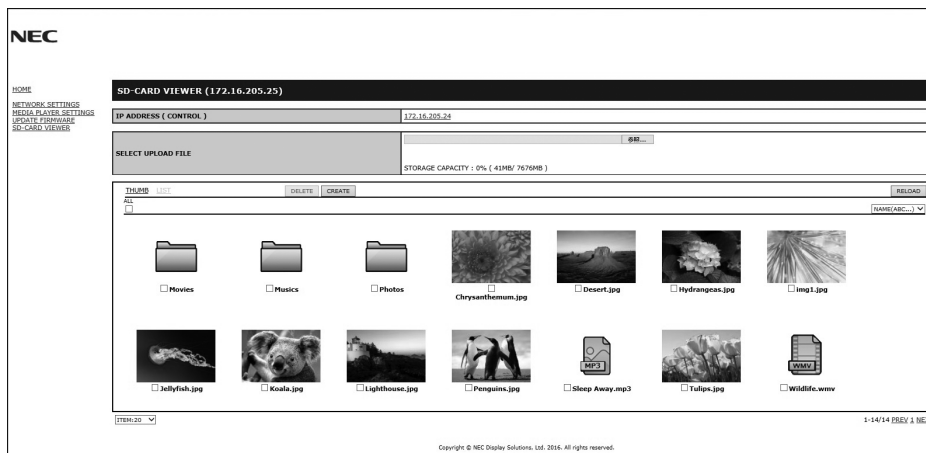 NEC
HOME
NETWORK SETTINGS
MEDIA PLAYER SETTINGS
UPDATE FIRMWARE
SD-CARD VIEWER
SD-CARD VIEWER (172.16.205.25)
IP ADDRESS ( CONTROL )
172.16.205.24
SELECT UPLOAD FILE
参照...
STORAGE CAPACITY : 0% ( 41MB/ 7676MB )
THUMB LIST DELETE CREATE RELOAD
ALL
NAME(ABC...)
Movies Musics Photos Chrysanthemum.jpg Desert.jpg Hydrangeas.jpg img1.jpg
Jellyfish.jpg Koala.jpg Lighthouse.jpg Penguins.jpg Sleep Away.mp3 Tulips.jpg Wildlife.wmv
MP3
WMV
ITEM:20
1-14/14 PREV 1 NE
Copyright © NEC Display Solutions, Ltd. 2016. All rights reserved.